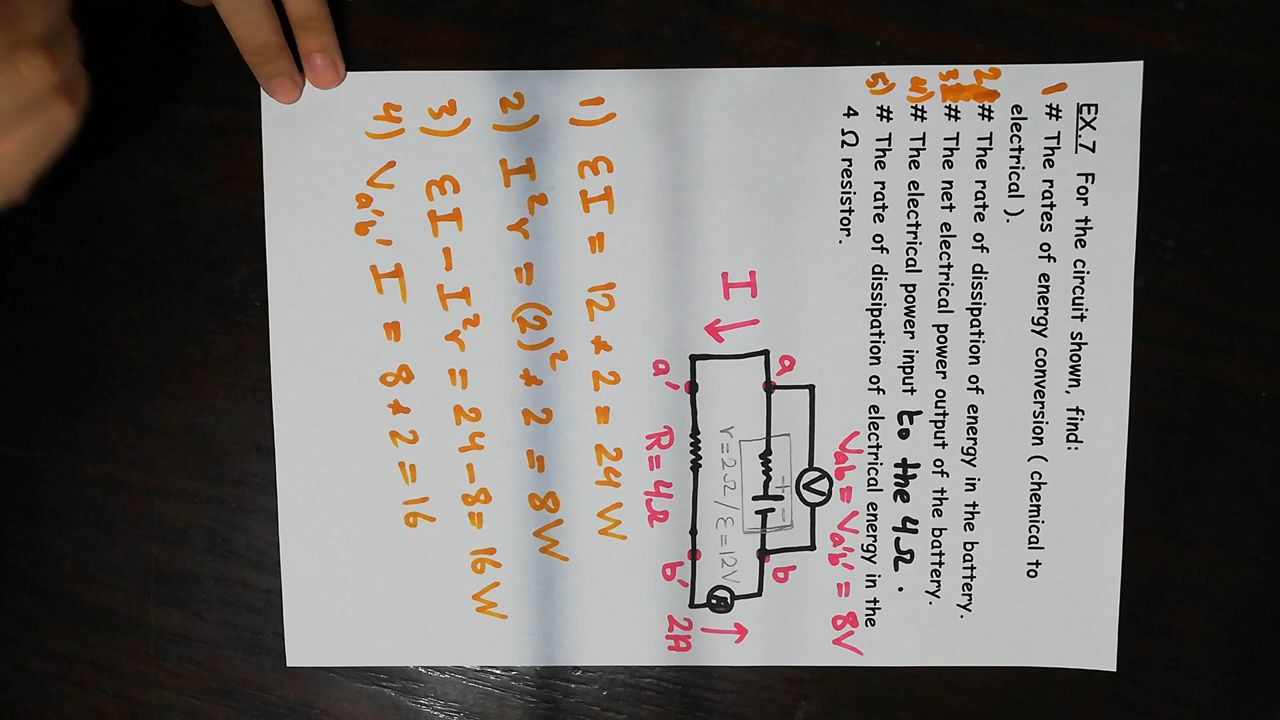 EX.7 For the circuit shown, find:
1 # The rates of energy conversion ( chemical to
electrical ).
2 # The rate of dissipation of energy in the battery.
3 # The net electrical power output of the battery.
4) # The electrical power input to the 4Ω.
5) # The rate of dissipation of electrical energy in the
4 Ω resistor.
Vab = Va'b' = 8V
V
a
b
+ -
r=2Ω / ε=12V
I
A
a'
b'
R=4Ω
2A
1) εI = 12 * 2 = 24 W
2) I²r = (2)² * 2 = 8W
3) εI - I²r = 24-8= 16 W
4) Va'b' I = 8*2=16